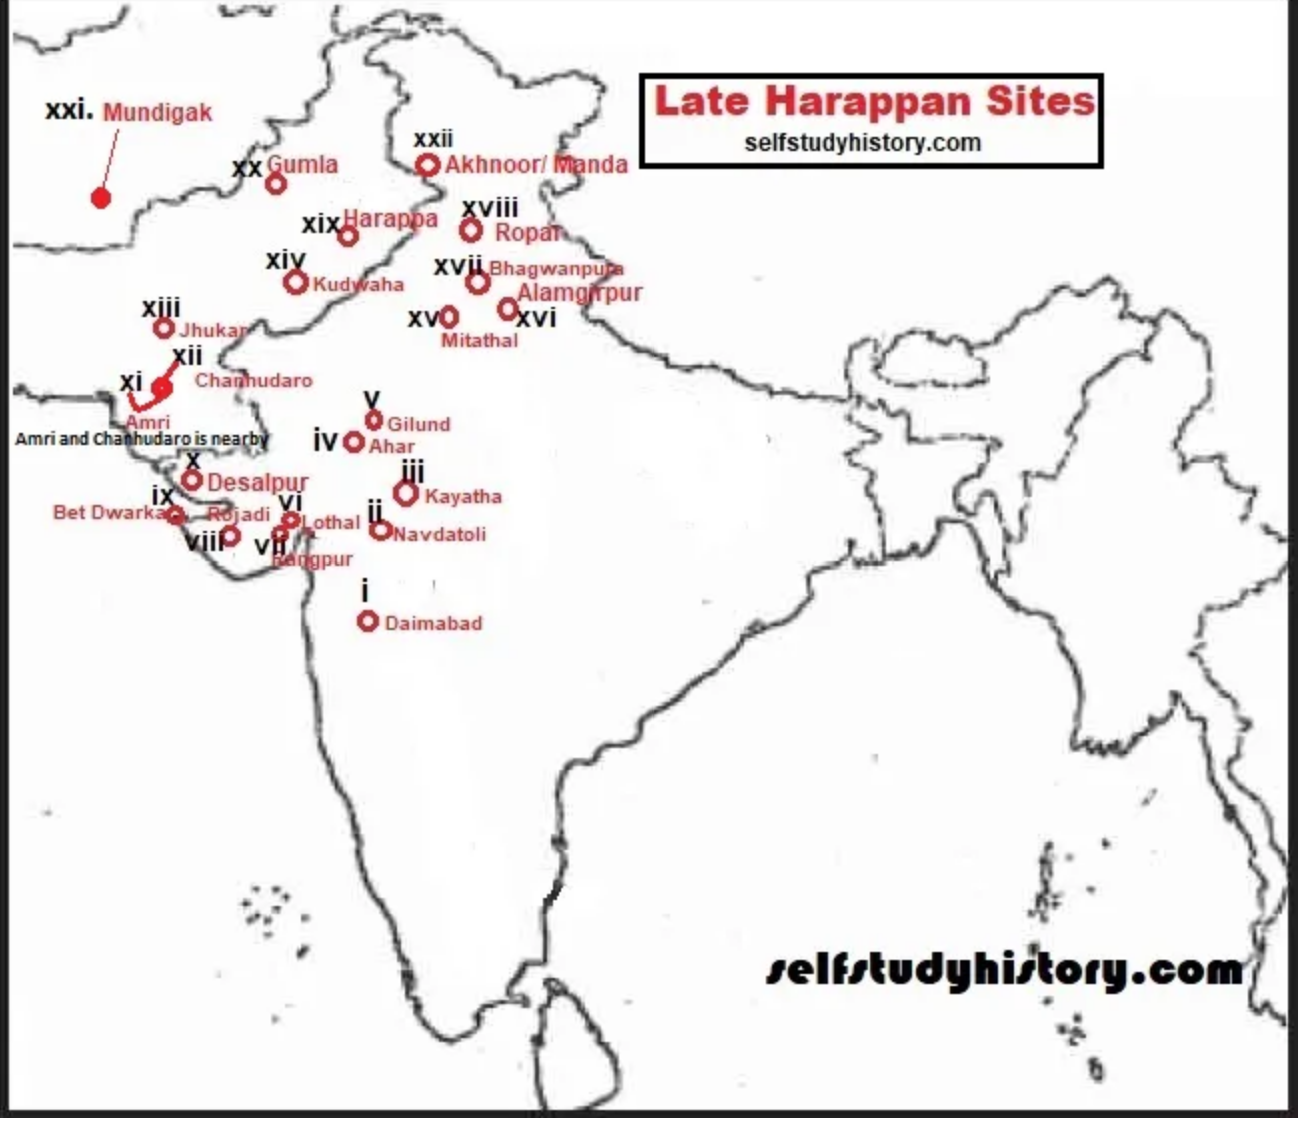 Late Harappan Sites
selfstudyhistory.com
xxi. Mundigak
xxii
Akhnoor/ Manda
xx Gumla
xviii
Ropar
xix Harappa
xvii Bhagwanpura
xiv
Kudwaha
Alamgirpur
xvi
xv
Mitathal
xiii
Jhukar
xii
Chanhudaro
xi
Amri
Amri and Chanhudaro is nearby
v
Gilund
iv Ahar
iii
Kayatha
x
Desalpur
ix
Bet Dwarka
Rojadi
viii
vi
Lothal
vii
Rangpur
ii
Navdatoli
i
Daimabad
selfstudyhistory.com